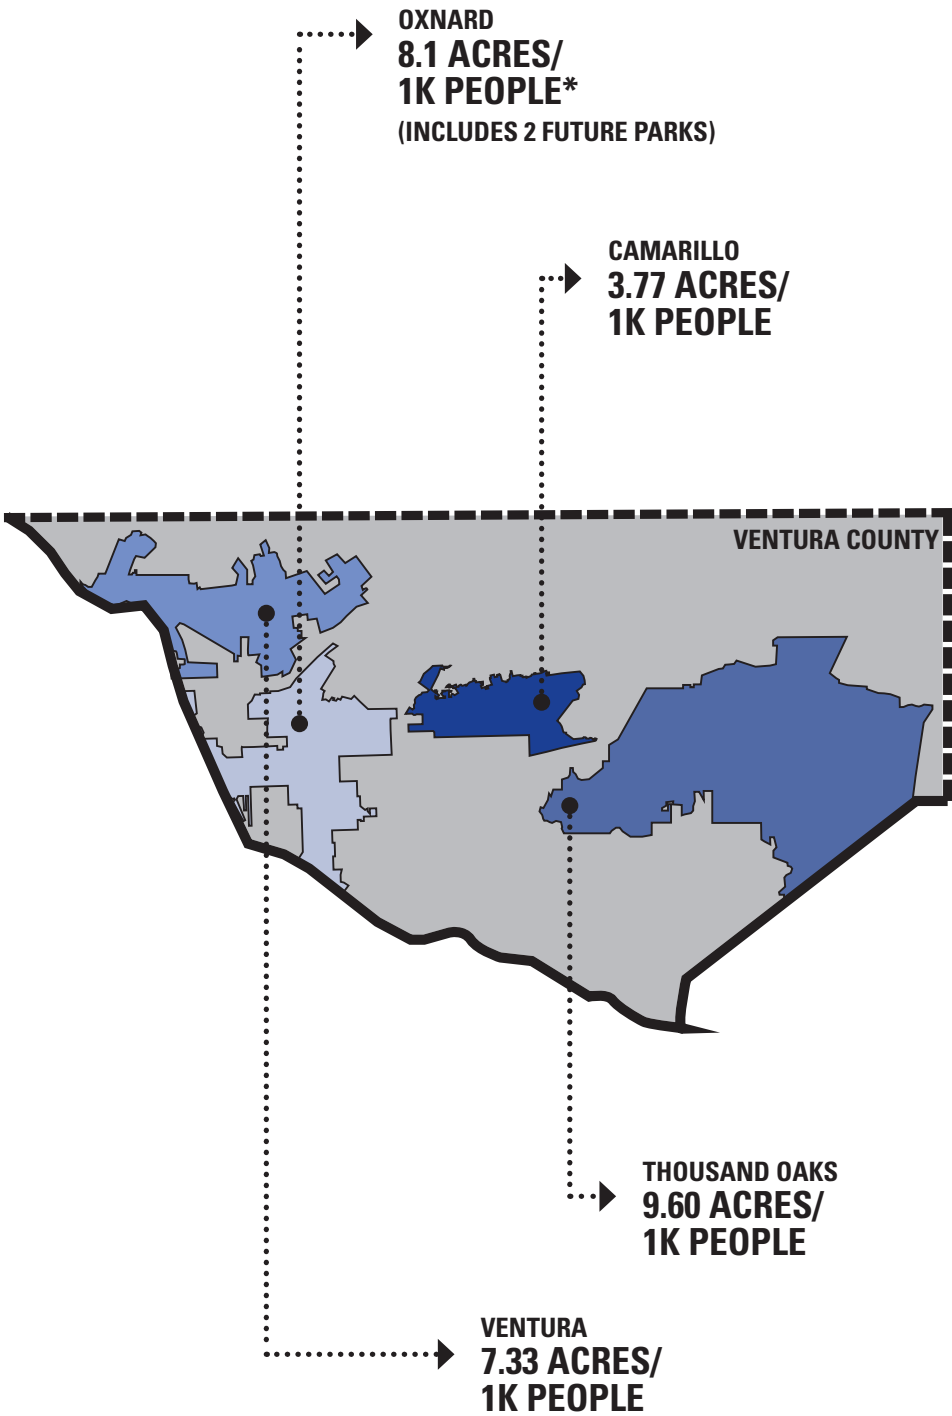 OXNARD
8.1 ACRES/
1K PEOPLE*
(INCLUDES 2 FUTURE PARKS)
CAMARILLO
3.77 ACRES/
1K PEOPLE
VENTURA COUNTY
THOUSAND OAKS
9.60 ACRES/
1K PEOPLE
VENTURA
7.33 ACRES/
1K PEOPLE